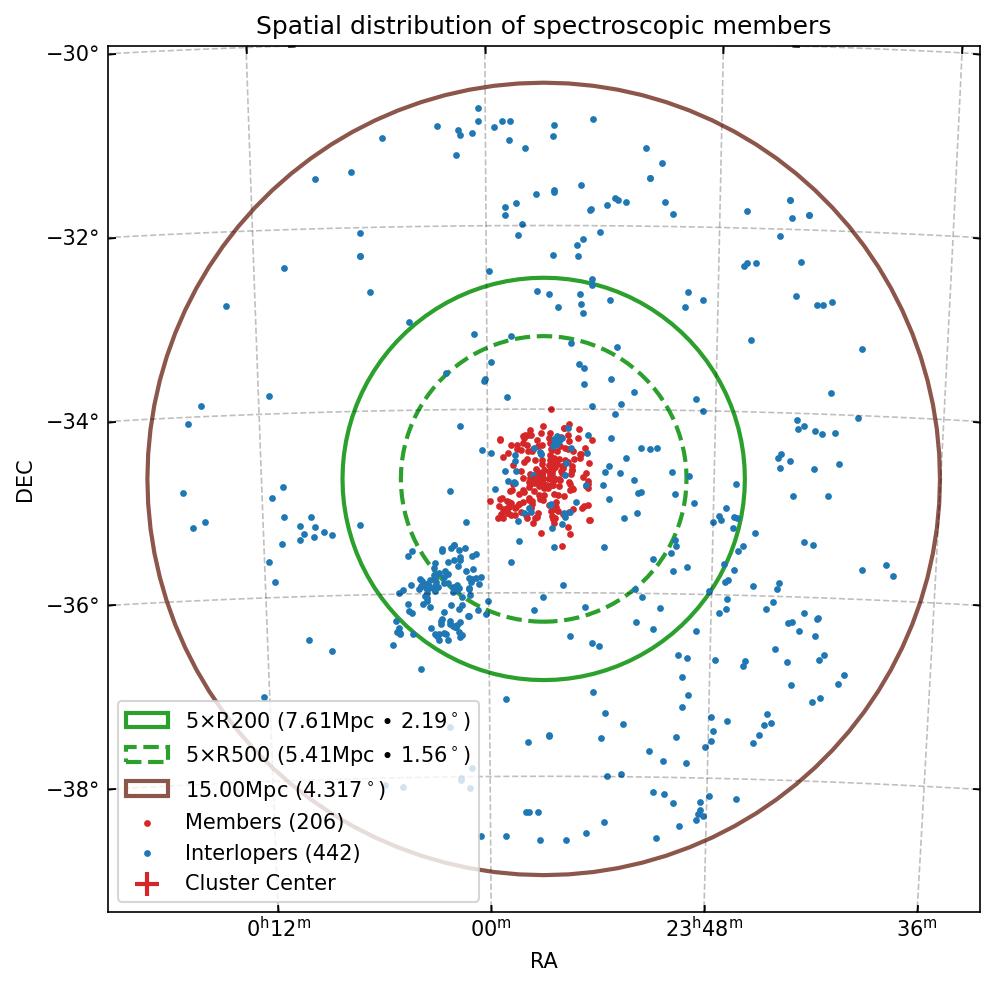 Spatial distribution of spectroscopic members
−30°
−32°
−34°
−36°
−38°
DEC
5×R200 (7.61Mpc • 2.19°)
5×R500 (5.41Mpc • 1.56°)
15.00Mpc (4.317°)
Members (206)
Interlopers (442)
Cluster Center
0ʰ12ᵐ 00ᵐ 23ʰ48ᵐ 36ᵐ
RA